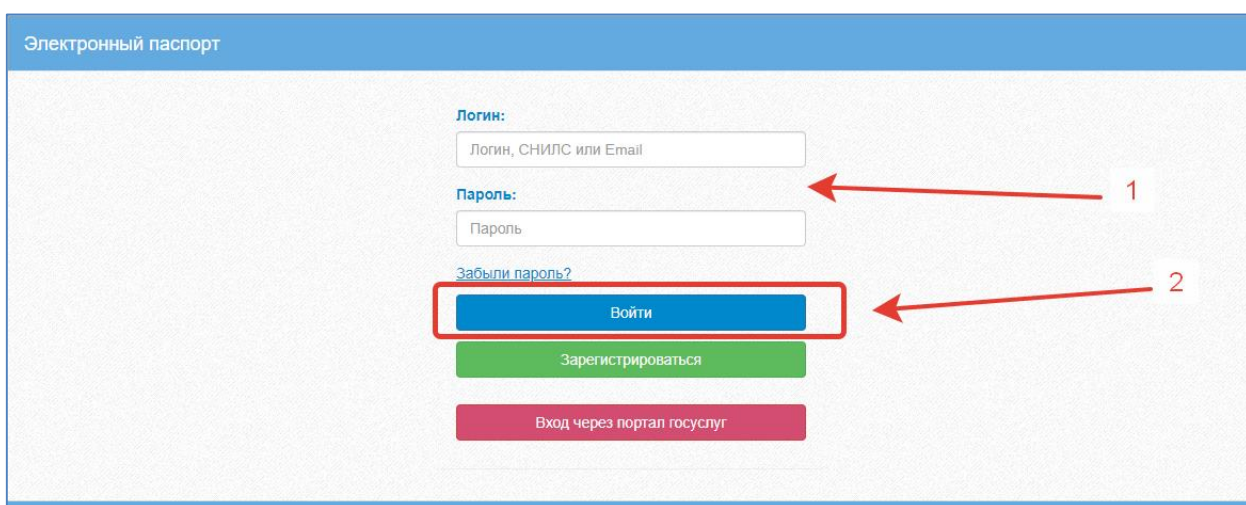 Электронный паспорт
Логин:
Логин, СНИЛС или Email
1
Пароль:
Пароль
Забыли пароль?
2
Войти
Зарегистрироваться
Вход через портал госуслуг